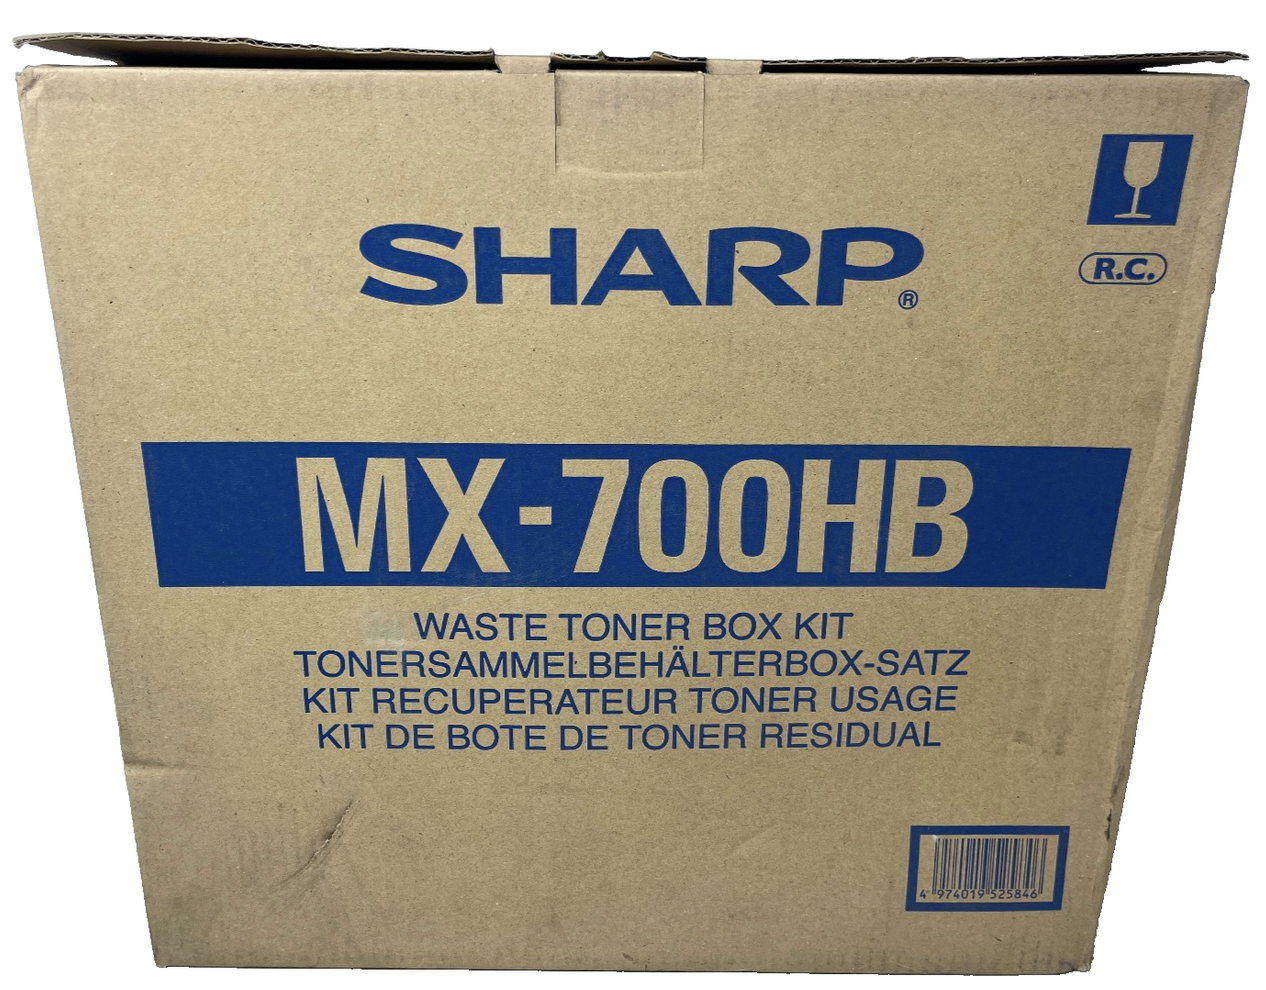 SHARP®
R.C.
MX-700HB
WASTE TONER BOX KIT
TONERSAMMELBEHÄLTERBOX-SATZ
KIT RECUPERATEUR TONER USAGE
KIT DE BOTE DE TONER RESIDUAL
4 974019 525846